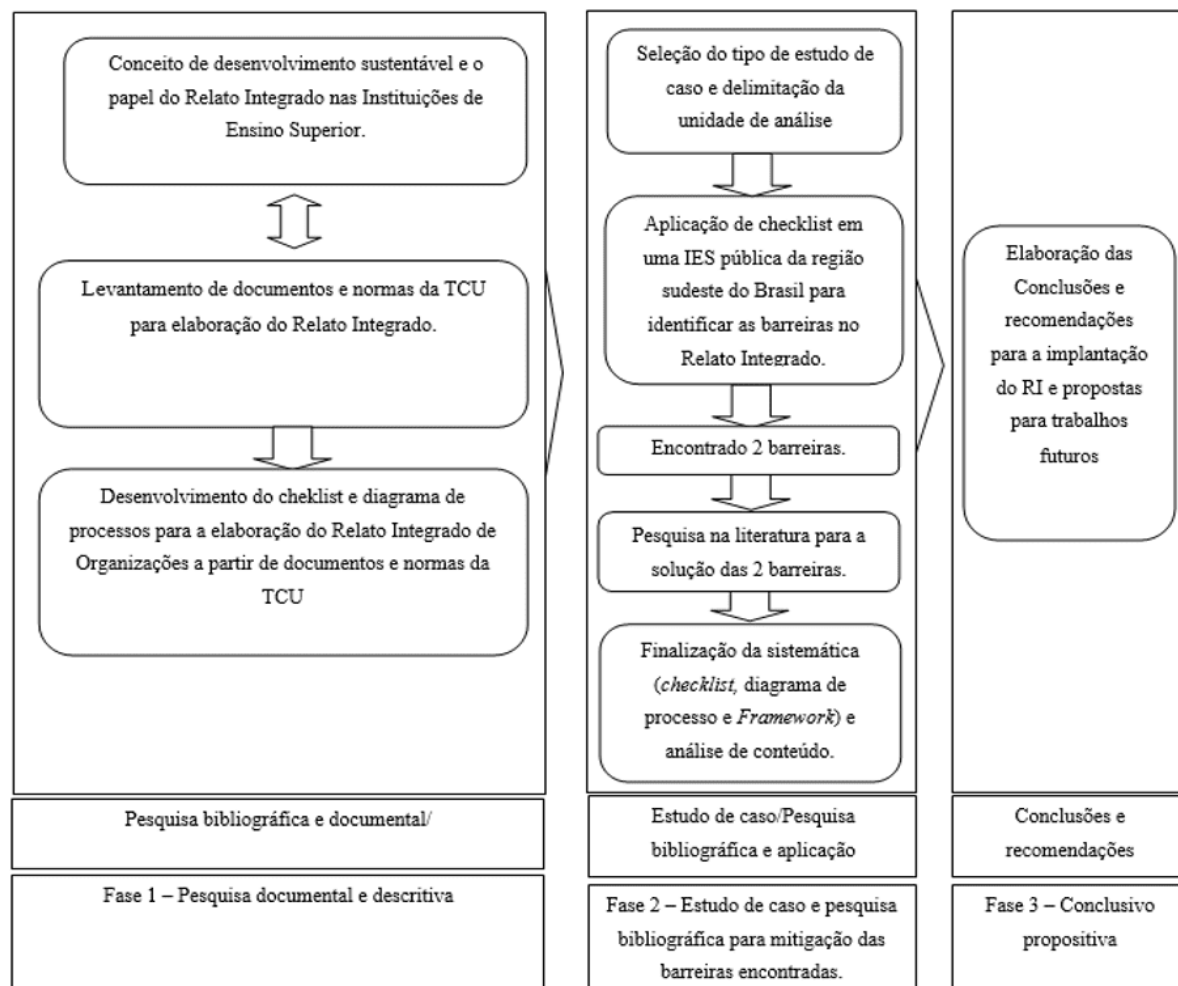 Conceito de desenvolvimento sustentável e o
papel do Relato Integrado nas Instituições de
Ensino Superior.
Levantamento de documentos e normas da TCU
para elaboração do Relato Integrado.
Desenvolvimento do cheklist e diagrama de
processos para a elaboração do Relato Integrado de
Organizações a partir de documentos e normas da
TCU
Pesquisa bibliográfica e documental/
Fase 1 – Pesquisa documental e descritiva
Seleção do tipo de estudo de
caso e delimitação da
unidade de análise
Aplicação de checklist em
uma IES pública da região
sudeste do Brasil para
identificar as barreiras no
Relato Integrado.
Encontrado 2 barreiras.
Pesquisa na literatura para a
solução das 2 barreiras.
Finalização da sistemática
(checklist, diagrama de
processo e Framework) e
análise de conteúdo.
Estudo de caso/Pesquisa
bibliográfica e aplicação
Fase 2 – Estudo de caso e pesquisa
bibliográfica para mitigação das
barreiras encontradas.
Elaboração das
Conclusões e
recomendações
para a implantação
do RI e propostas
para trabalhos
futuros
Conclusões e
recomendações
Fase 3 – Conclusivo
propositiva